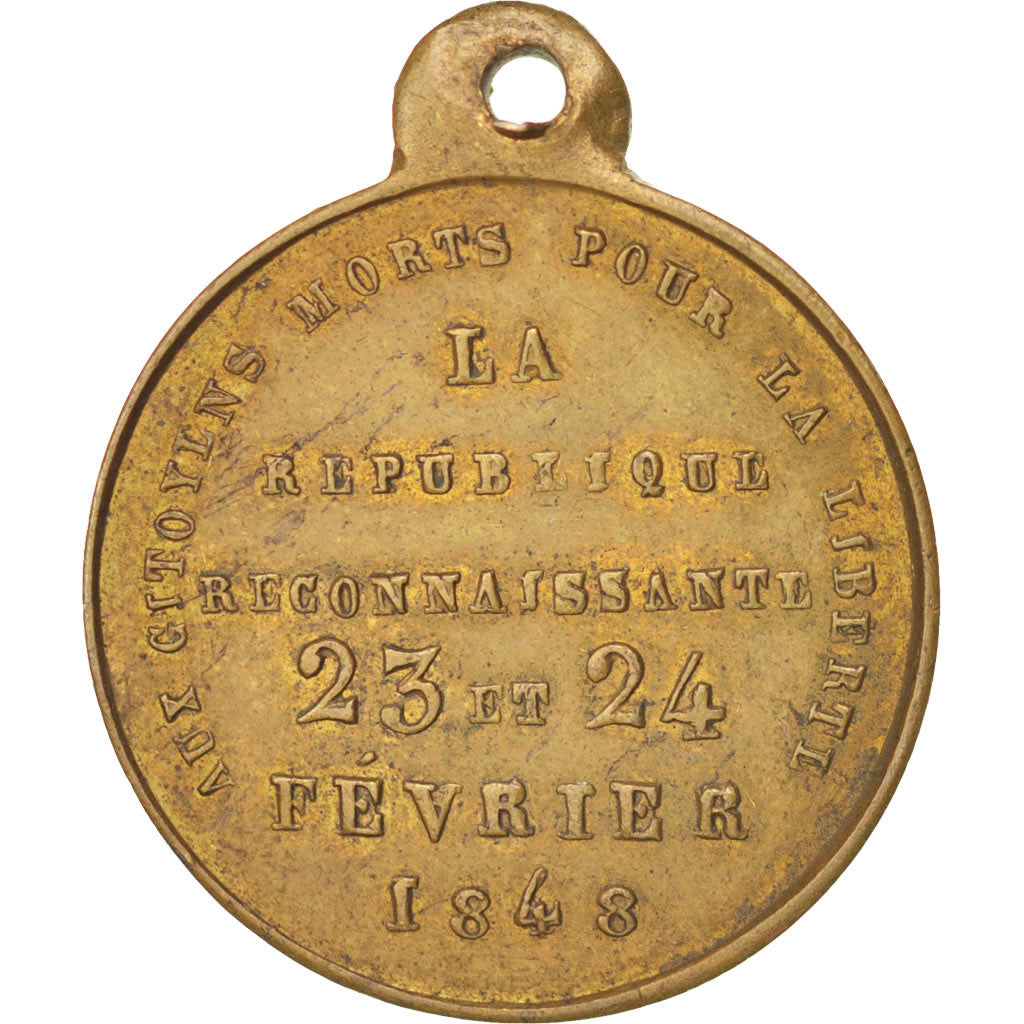 AUX CITOYENS MORTS POUR LA LIBERTE
LA
REPUBLIQUE
RECONNAISSANTE
23 ET 24
FÉVRIER
1848